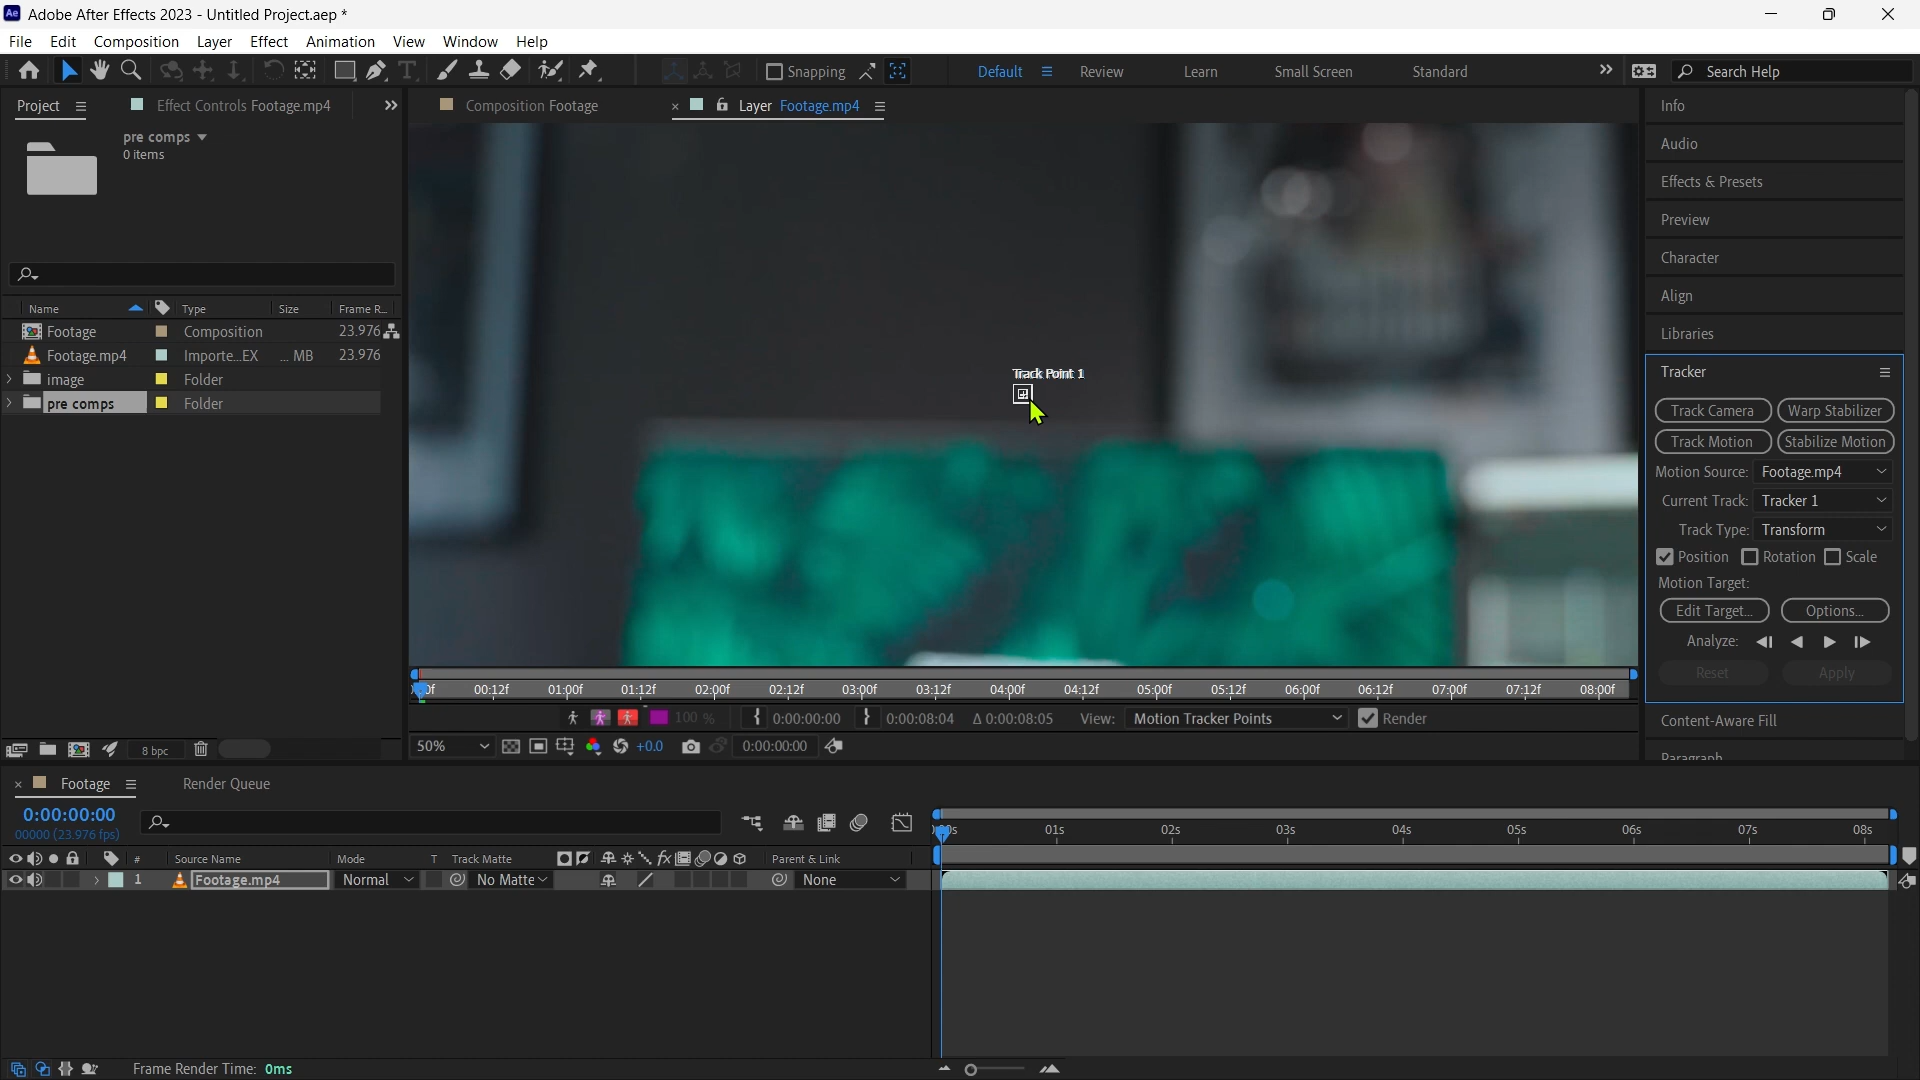 Adobe After Effects 2023 - Untitled Project.aep *
File Edit Composition Layer Effect Animation View Window Help
Snapping Default Review Learn Small Screen Standard Search Help
Project Effect Controls Footage.mp4
Composition Footage
Layer Footage.mp4
pre comps
0 items
Name Type Size Frame R...
Footage Composition 23.976
Footage.mp4 Importe...EX ... MB 23.976
image Folder
pre comps Folder
8 bpc
Track Point 1
00:12f 01:00f 01:12f 02:00f 02:12f 03:00f 03:12f 04:00f 04:12f 05:00f 05:12f 06:00f 06:12f 07:00f 07:12f 08:00f
100 % 0:00:00:00 0:00:08:04 Δ 0:00:08:05 View: Motion Tracker Points Render
50% +0.0 0:00:00:00
Info
Audio
Effects & Presets
Preview
Character
Align
Libraries
Tracker
Track Camera Warp Stabilizer
Track Motion Stabilize Motion
Motion Source: Footage.mp4
Current Track: Tracker 1
Track Type: Transform
Position Rotation Scale
Motion Target:
Edit Target... Options...
Analyze:
Reset Apply
Content-Aware Fill
Paragraph
Footage Render Queue
0:00:00:00
00000 (23.976 fps)
01s 02s 03s 04s 05s 06s 07s 08s
# Source Name Mode T Track Matte Parent & Link
1 Footage.mp4 Normal No Matte None
Frame Render Time: 0ms